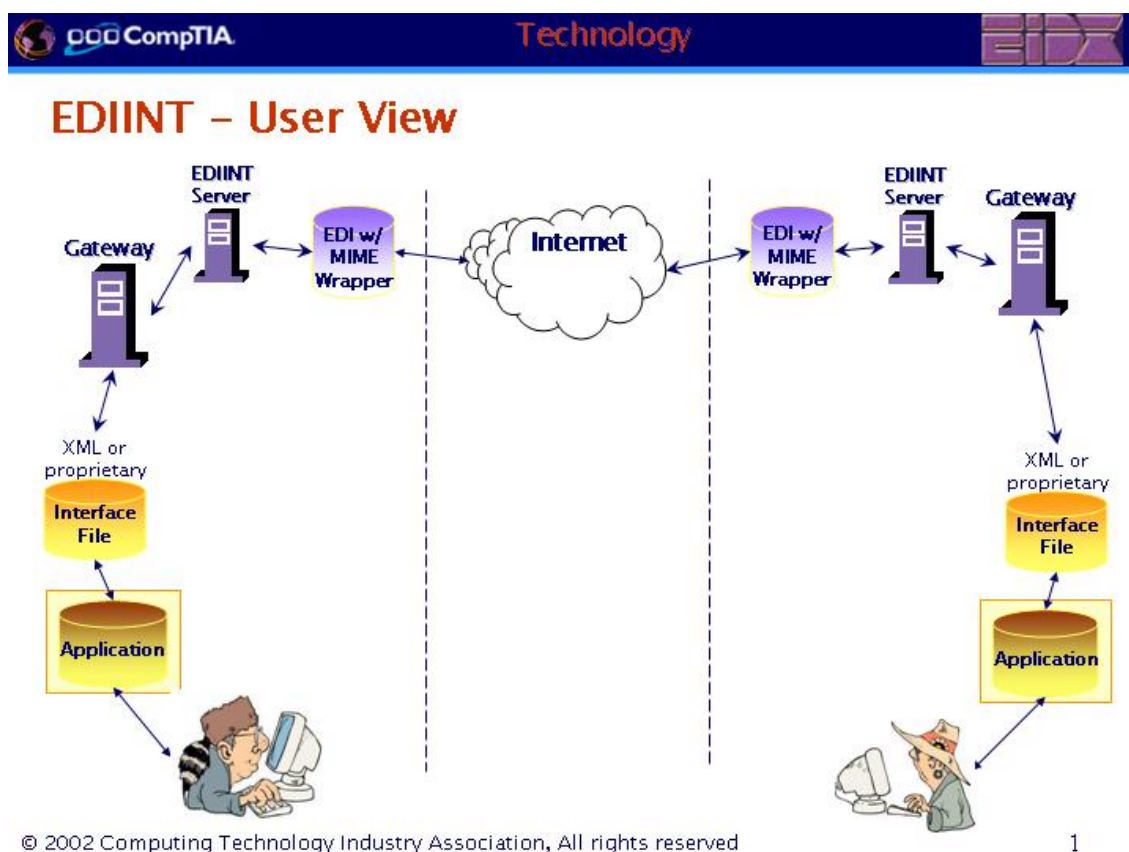 CompTIA
Technology
EIDX
EDIINT – User View
EDIINT
Server
Gateway
EDI w/
MIME
Wrapper
Internet
EDI w/
MIME
Wrapper
EDIINT
Server
Gateway
XML or
proprietary
Interface
File
Application
XML or
proprietary
Interface
File
Application
© 2002 Computing Technology Industry Association, All rights reserved
1